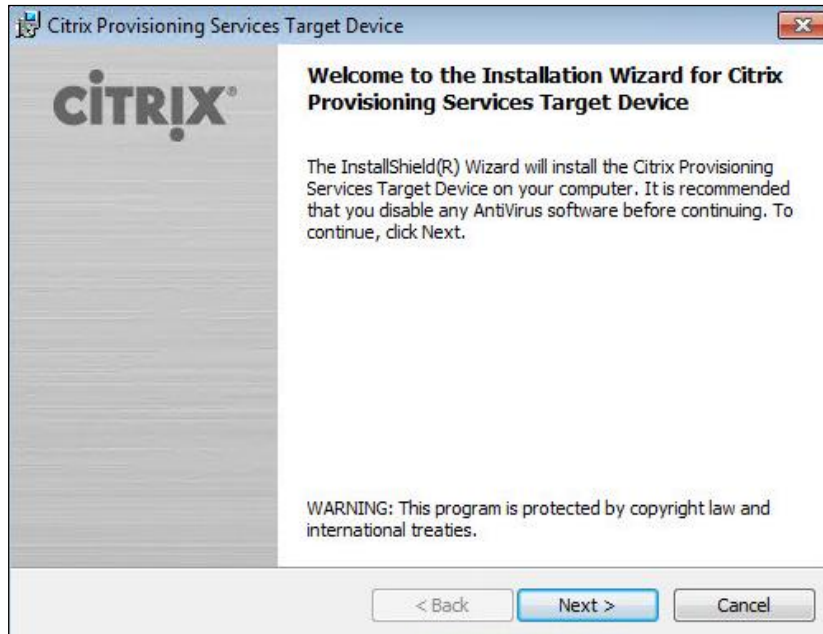 Citrix Provisioning Services Target Device
CİTRIX®
Welcome to the Installation Wizard for Citrix
Provisioning Services Target Device
The InstallShield(R) Wizard will install the Citrix Provisioning
Services Target Device on your computer. It is recommended
that you disable any AntiVirus software before continuing. To
continue, click Next.
WARNING: This program is protected by copyright law and
international treaties.
< Back
Next >
Cancel